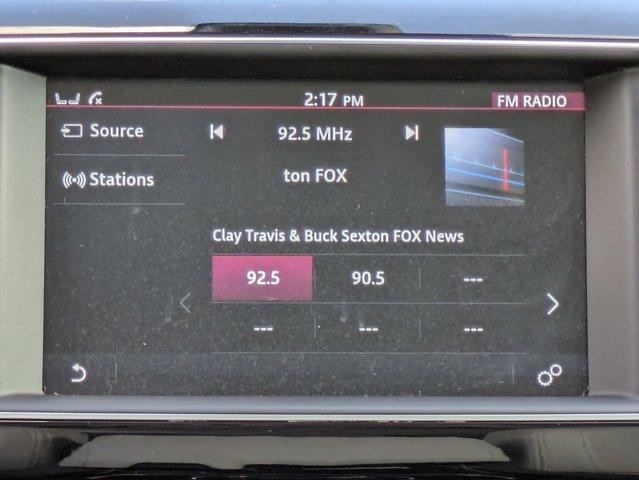 2:17 PM FM RADIO
Source 92.5 MHz
Stations ton FOX
Clay Travis & Buck Sexton FOX News
92.5 90.5 ---
--- --- ---